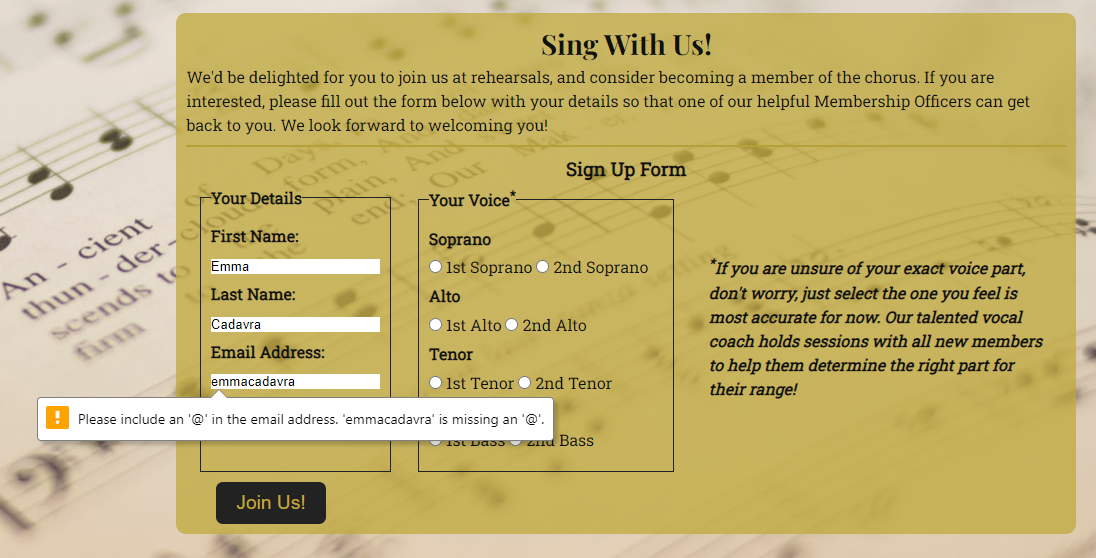 Sing With Us!
We'd be delighted for you to join us at rehearsals, and consider becoming a member of the chorus. If you are
interested, please fill out the form below with your details so that one of our helpful Membership Officers can get
back to you. We look forward to welcoming you!
Sign Up Form
Your Details
First Name:
Emma
Last Name:
Cadavra
Email Address:
emmacadavra
Please include an '@' in the email address. 'emmacadavra' is missing an '@'.
Your Voice*
Soprano
1st Soprano 2nd Soprano
Alto
1st Alto 2nd Alto
Tenor
1st Tenor 2nd Tenor
1st Bass 2nd Bass
*If you are unsure of your exact voice part,
don't worry, just select the one you feel is
most accurate for now. Our talented vocal
coach holds sessions with all new members
to help them determine the right part for
their range!
Join Us!
An - cient
thun - der -
scends to
firm
of
Days,
form,
plain, And
end. Our Mak - er,